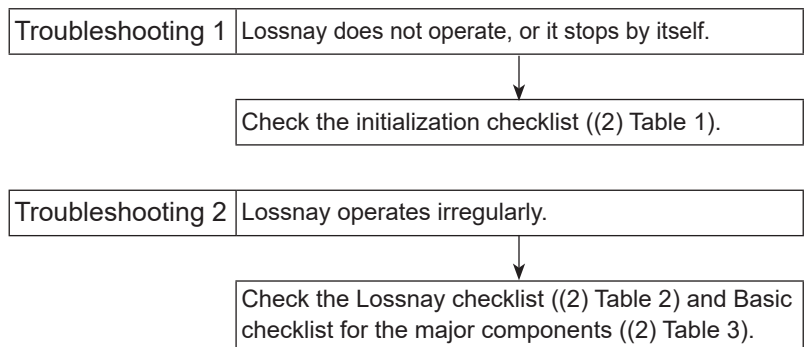 Troubleshooting 1 Lossnay does not operate, or it stops by itself.
Check the initialization checklist ((2) Table 1).
Troubleshooting 2 Lossnay operates irregularly.
Check the Lossnay checklist ((2) Table 2) and Basic
checklist for the major components ((2) Table 3).